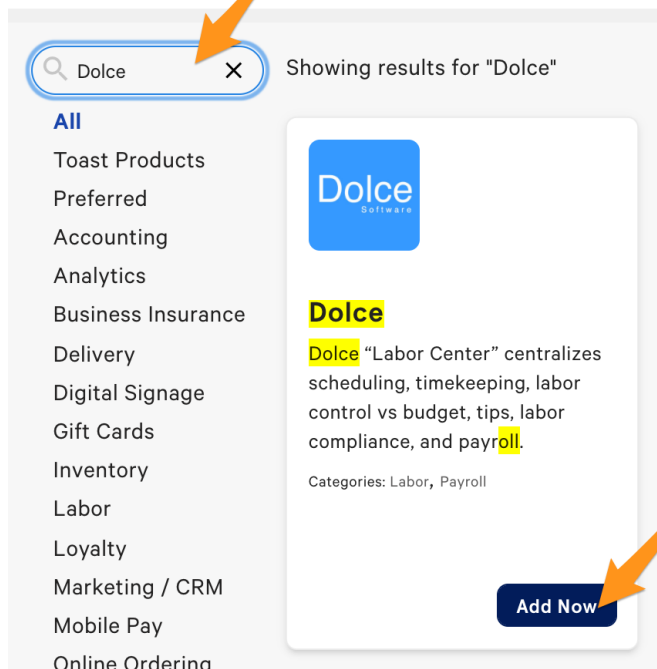 Dolce
Showing results for "Dolce"
All
Toast Products
Preferred
Accounting
Analytics
Business Insurance
Delivery
Digital Signage
Gift Cards
Inventory
Labor
Loyalty
Marketing / CRM
Mobile Pay
Online Ordering
Dolce
Software
Dolce
Dolce “Labor Center” centralizes
scheduling, timekeeping, labor
control vs budget, tips, labor
compliance, and payroll.
Categories: Labor, Payroll
Add Now